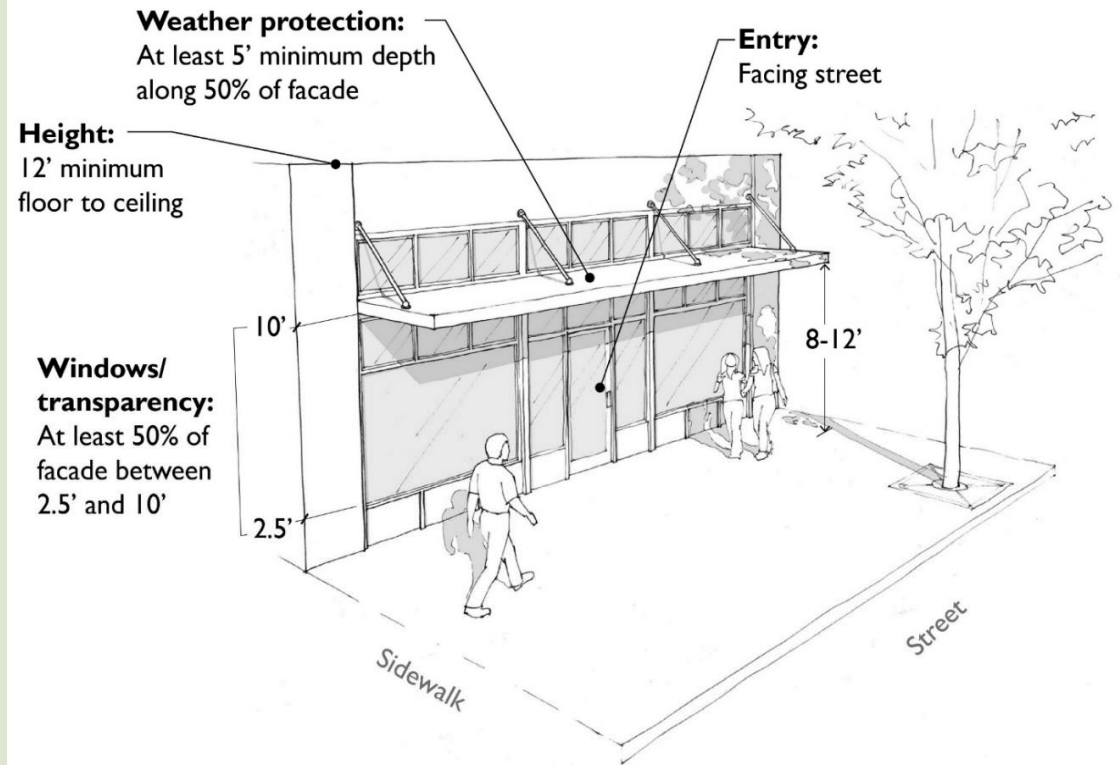 Weather protection:
At least 5’ minimum depth
along 50% of facade
Entry:
Facing street
Height:
12’ minimum
floor to ceiling
10’
Windows/
transparency:
At least 50% of
facade between
2.5’ and 10’
2.5’
8-12’
Sidewalk
Street